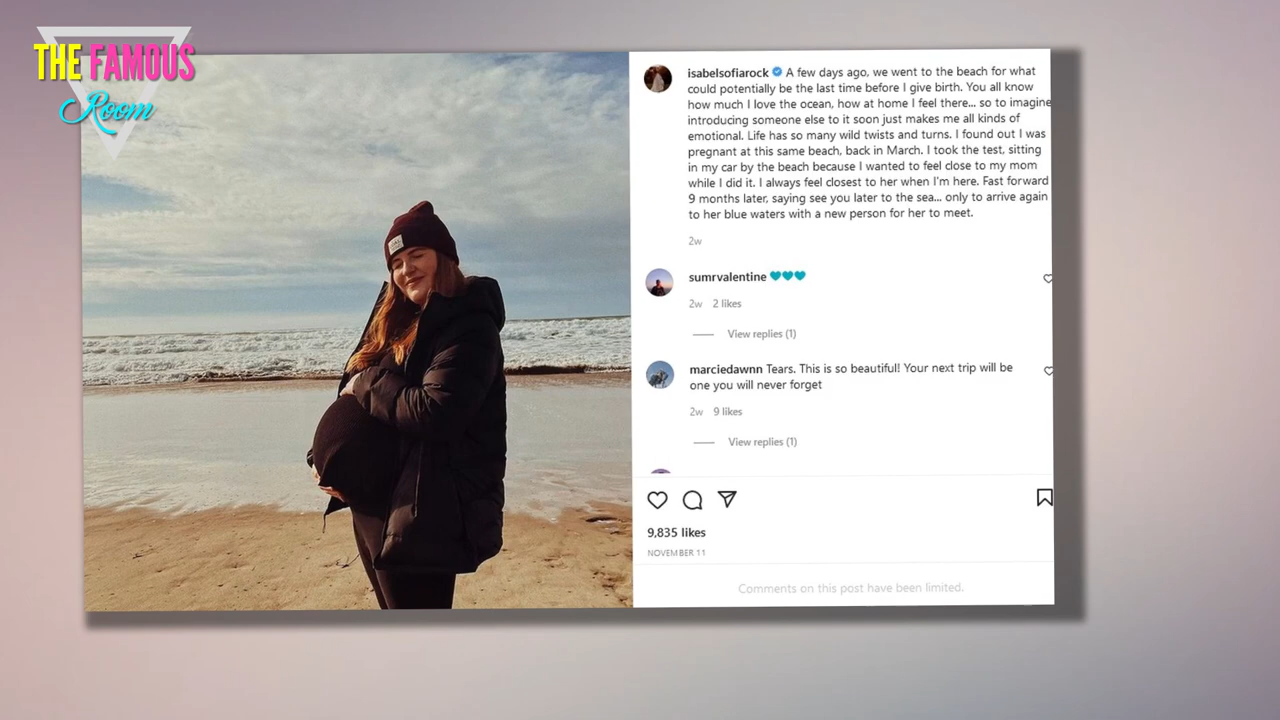 THE FAMOUS
Room
isabelsofiarock A few days ago, we went to the beach for what
could potentially be the last time before I give birth. You all know
how much I love the ocean, how at home I feel there... so to imagine
introducing someone else to it soon just makes me all kinds of
emotional. Life has so many wild twists and turns. I found out I was
pregnant at this same beach, back in March. I took the test, sitting
in my car by the beach because I wanted to feel close to my mom
while I did it. I always feel closest to her when I'm here. Fast forward
9 months later, saying see you later to the sea... only to arrive again
to her blue waters with a new person for her to meet.
2w
sumrvalentine 💙💙💙
2w 2 likes
View replies (1)
marciedawnn Tears. This is so beautiful! Your next trip will be
one you will never forget
2w 9 likes
View replies (1)
9,835 likes
NOVEMBER 11
Comments on this post have been limited.